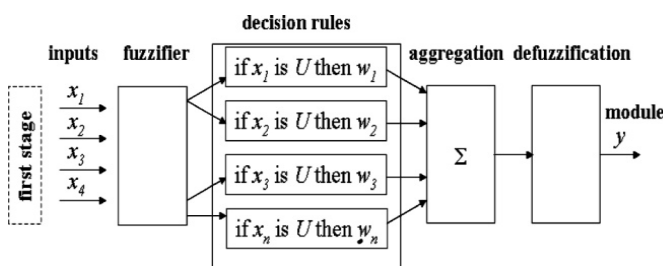 decision rules
inputs
fuzzifier
aggregation
defuzzification
first stage
x1
x2
x3
x4
if x1 is U then w1
if x2 is U then w2
if x3 is U then w3
if xn is U then wn
Σ
module
y